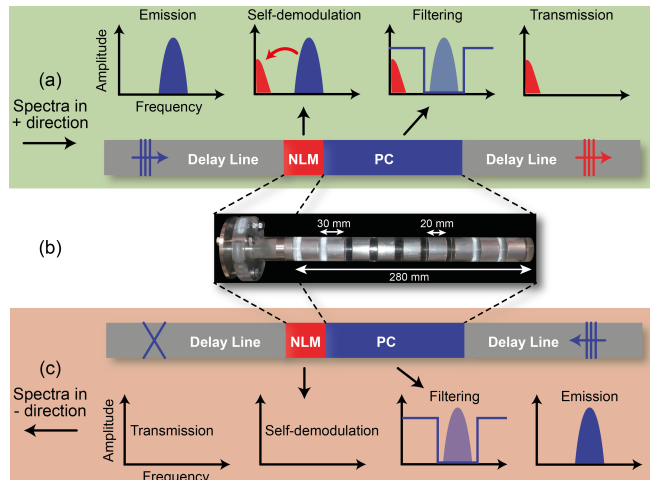 Emission
Self-demodulation
Filtering
Transmission
(a)
Amplitude
Frequency
Spectra in
+ direction
Delay Line
NLM
PC
Delay Line
(b)
30 mm
20 mm
280 mm
Delay Line
NLM
PC
Delay Line
(c)
Spectra in
- direction
Amplitude
Transmission
Frequency
Self-demodulation
Filtering
Emission